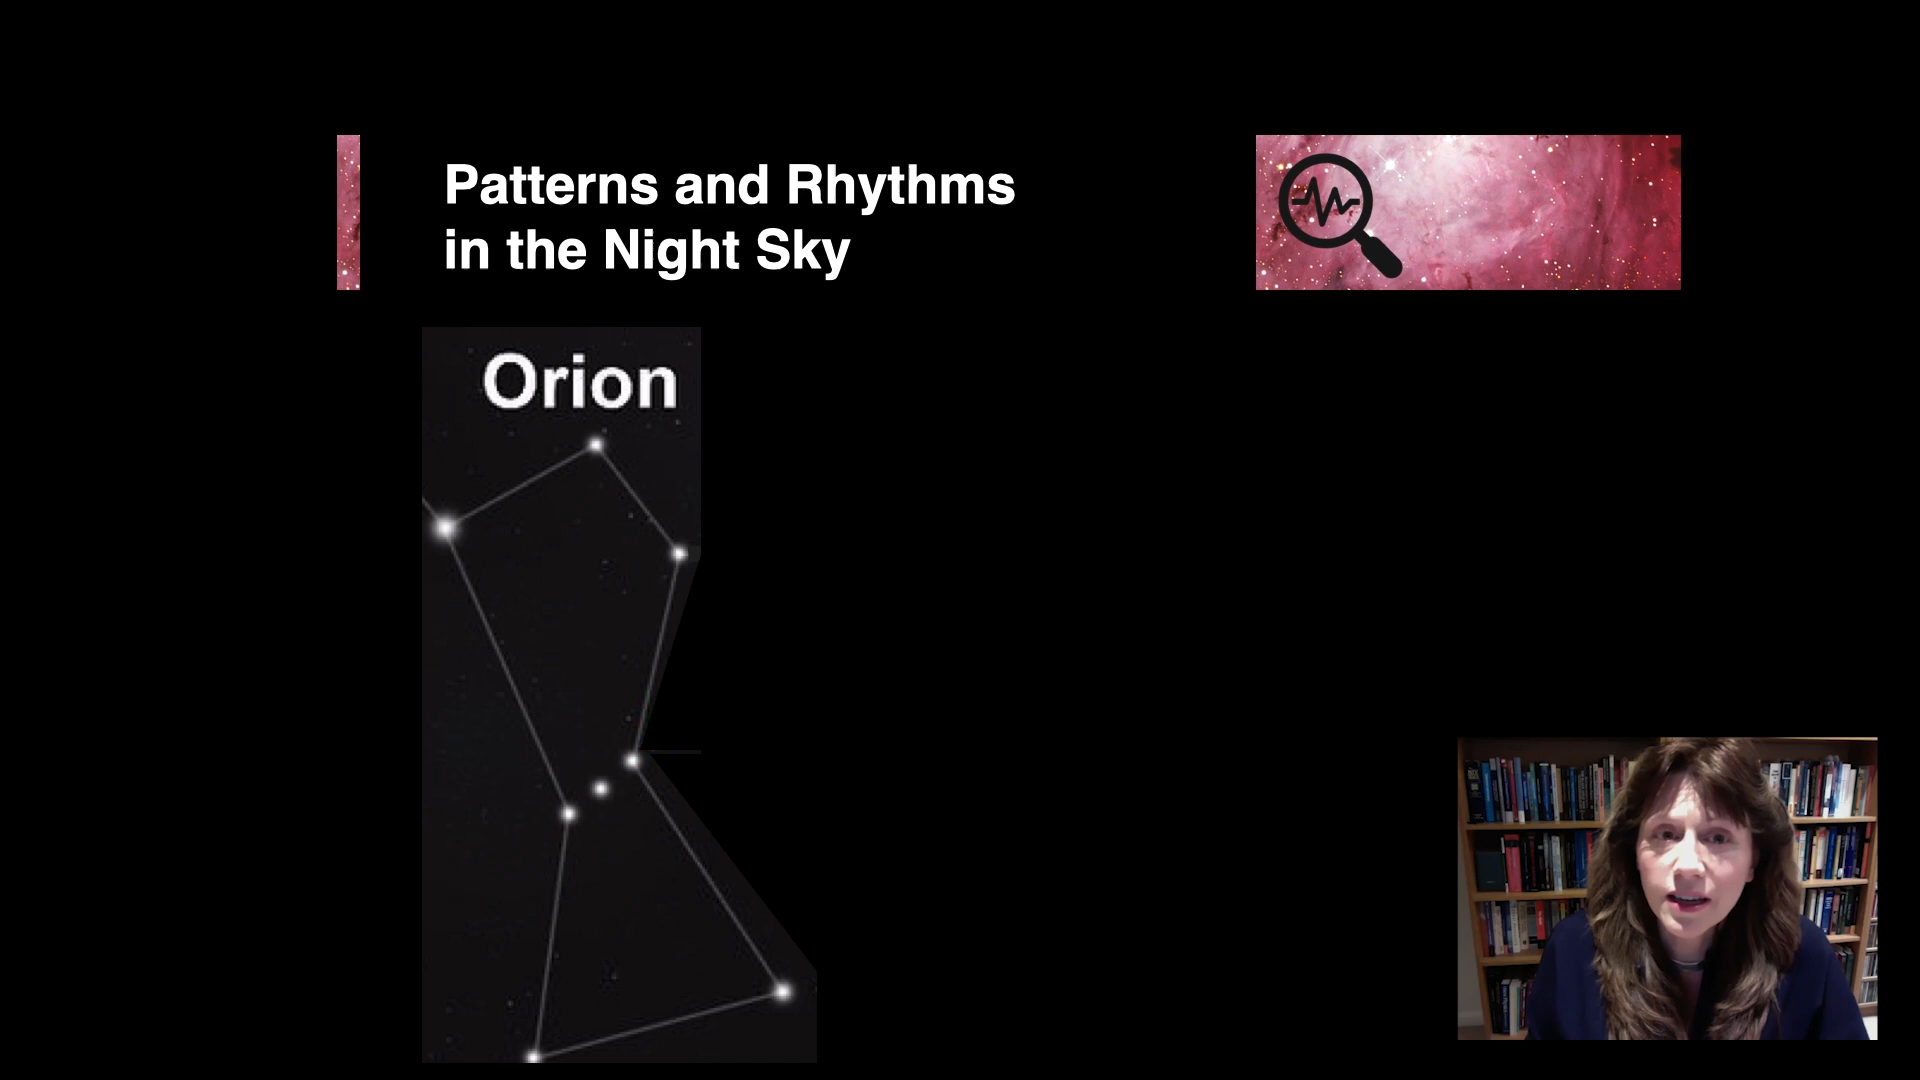 Patterns and Rhythms
in the Night Sky
Orion